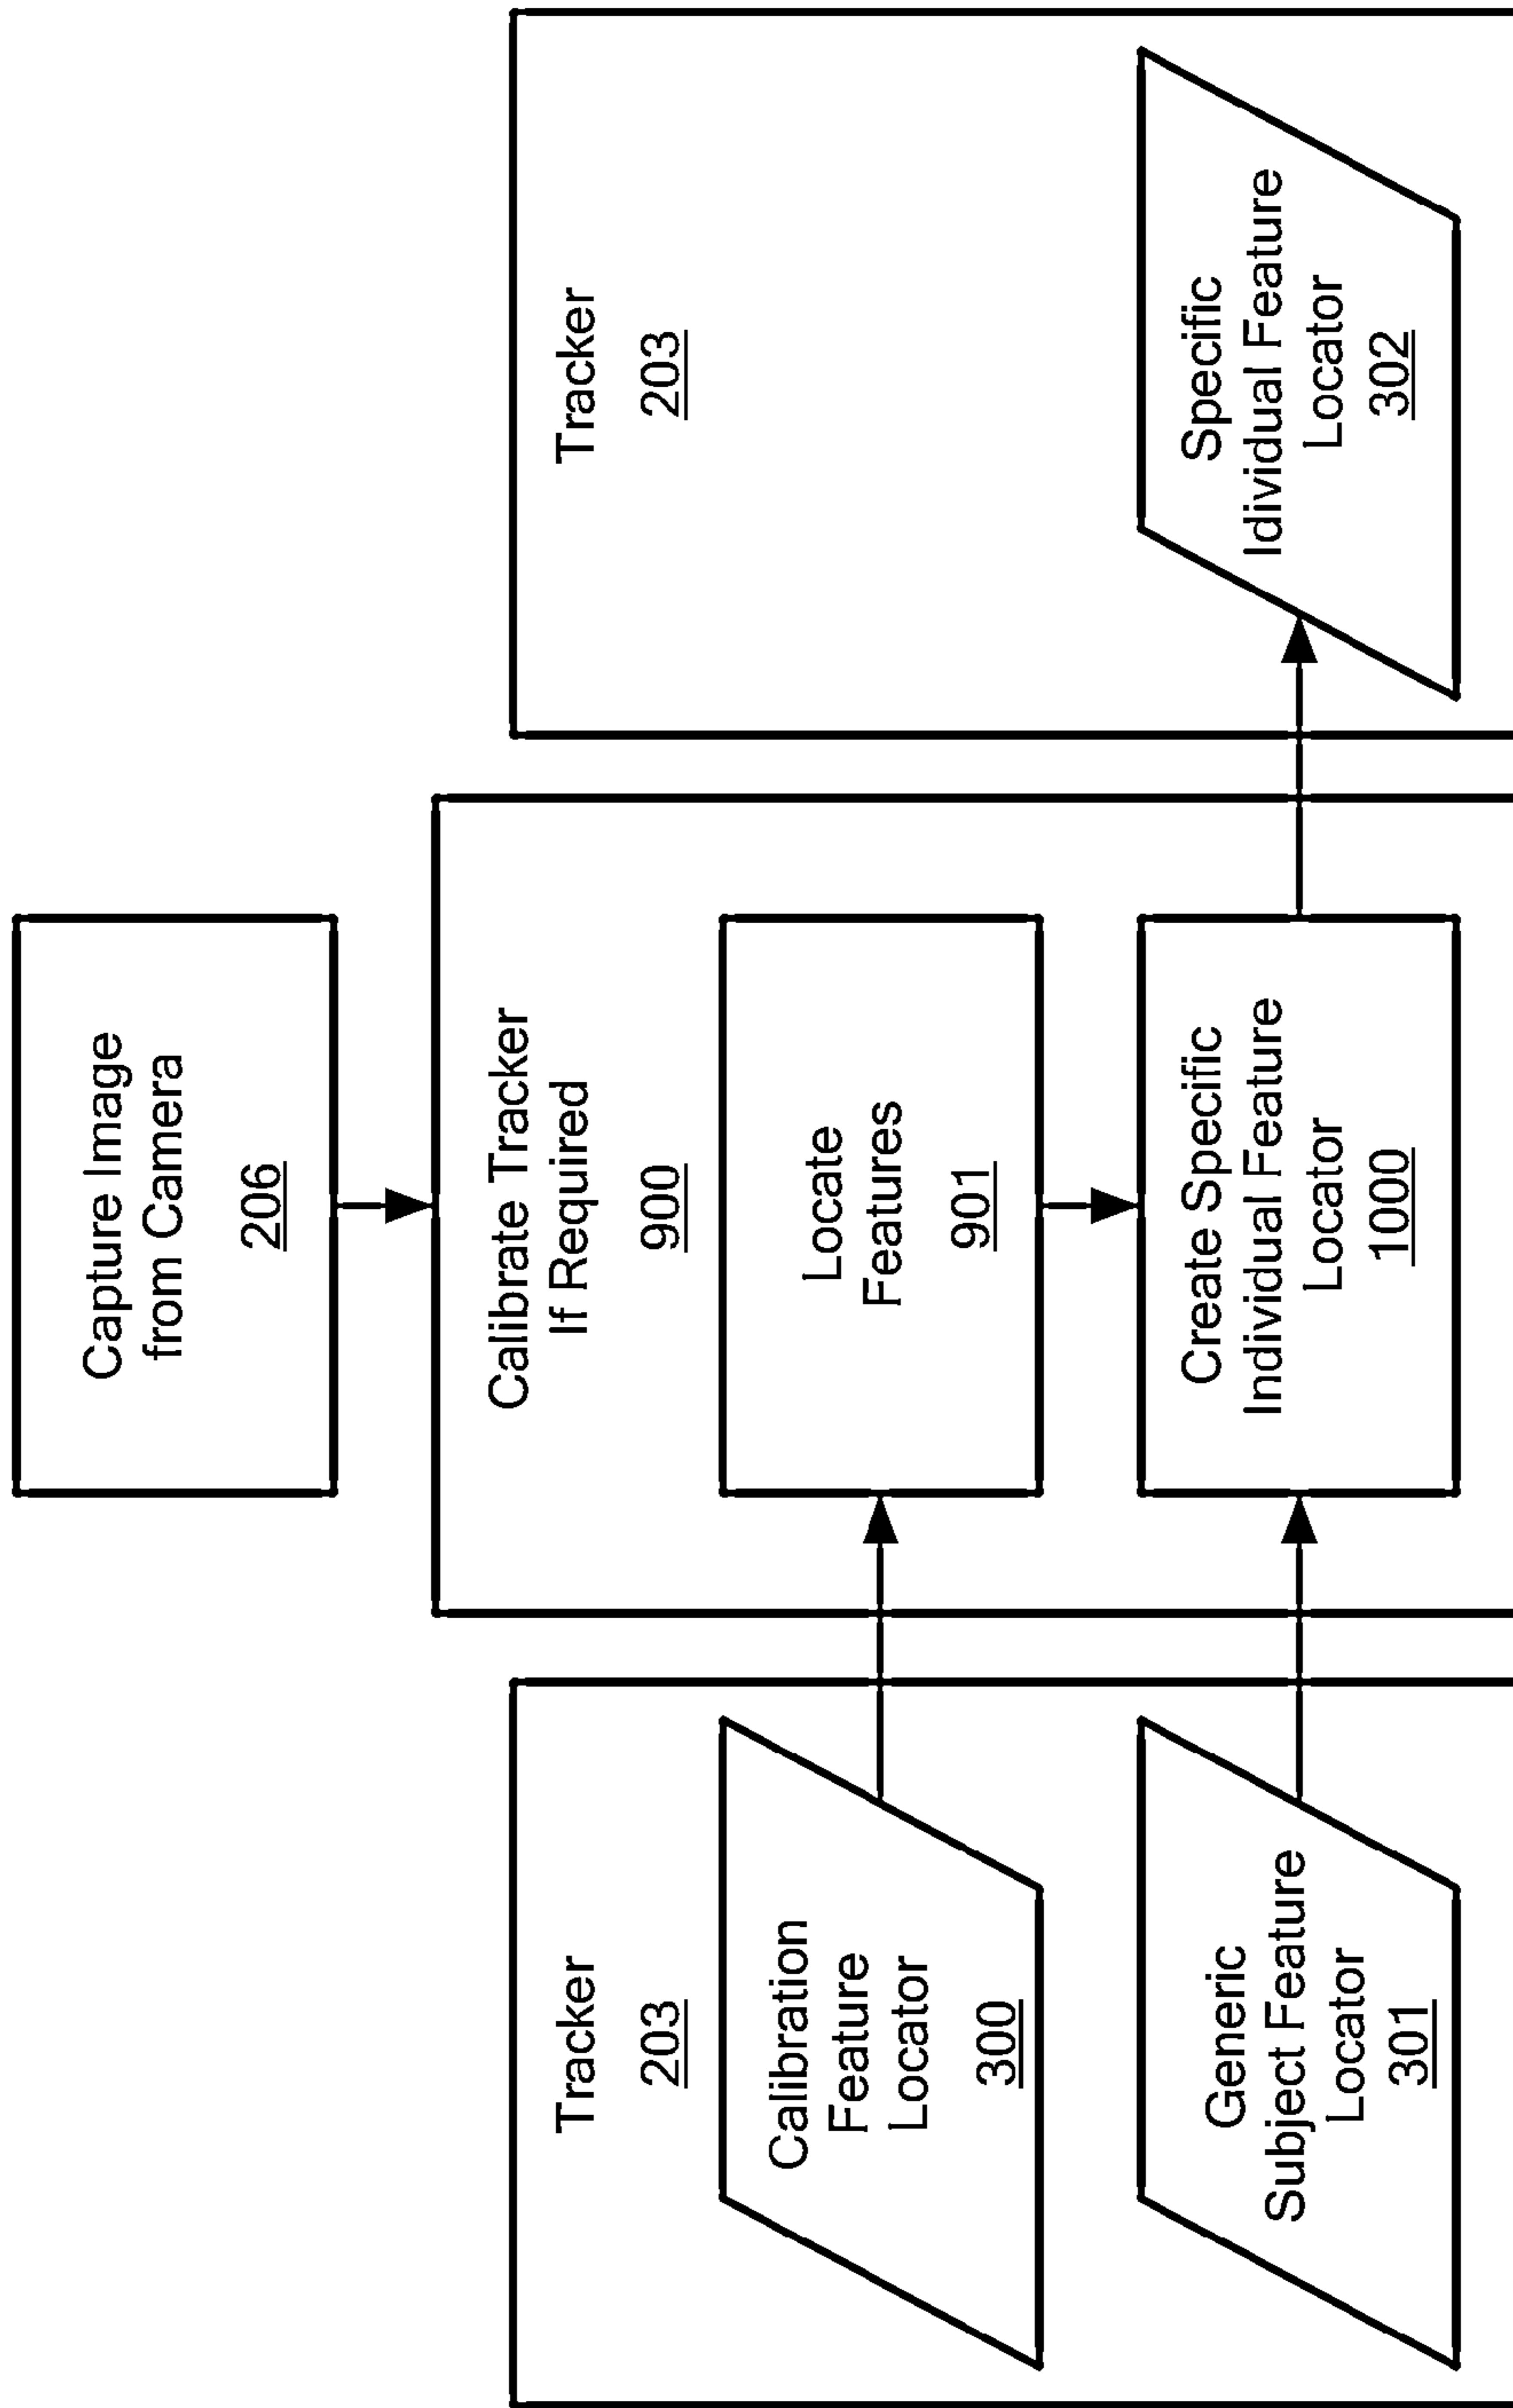 Capture Image
from Camera
206
Tracker
203
Calibration
Feature
Locator
300
Generic
Subject Feature
Locator
301
Calibrate Tracker
If Required
900
Locate
Features
901
Create Specific
Individual Feature
Locator
1000
Tracker
203
Specific
Idividual Feature
Locator
302